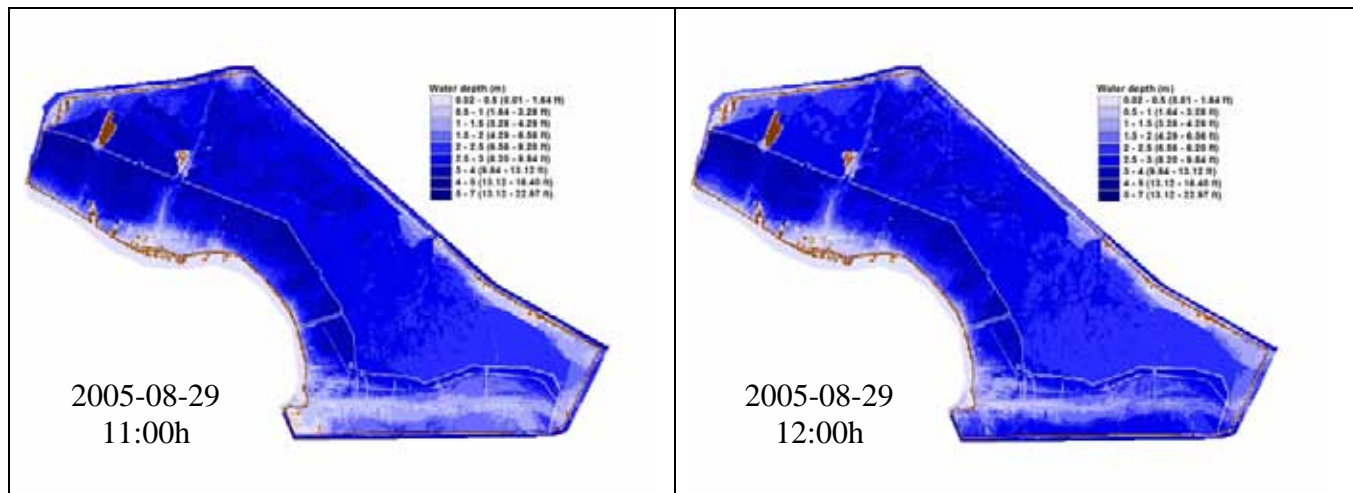 Water depth (m)
0.02 - 0.5 (0.01 - 1.64 ft)
0.5 - 1 (1.64 - 3.28 ft)
1 - 1.5 (3.28 - 4.29 ft)
1.5 - 2 (4.29 - 6.56 ft)
2 - 2.5 (6.56 - 8.20 ft)
2.5 - 3 (8.20 - 9.84 ft)
3 - 4 (9.84 - 13.12 ft)
4 - 5 (13.12 - 16.40 ft)
5 - 7 (13.12 - 22.97 ft)
2005-08-29
11:00h
Water depth (m)
0.02 - 0.5 (0.01 - 1.64 ft)
0.5 - 1 (1.64 - 3.28 ft)
1 - 1.5 (3.28 - 4.29 ft)
1.5 - 2 (4.29 - 6.56 ft)
2 - 2.5 (6.56 - 8.20 ft)
2.5 - 3 (8.20 - 9.84 ft)
3 - 4 (9.84 - 13.12 ft)
4 - 5 (13.12 - 16.40 ft)
5 - 7 (13.12 - 22.97 ft)
2005-08-29
12:00h